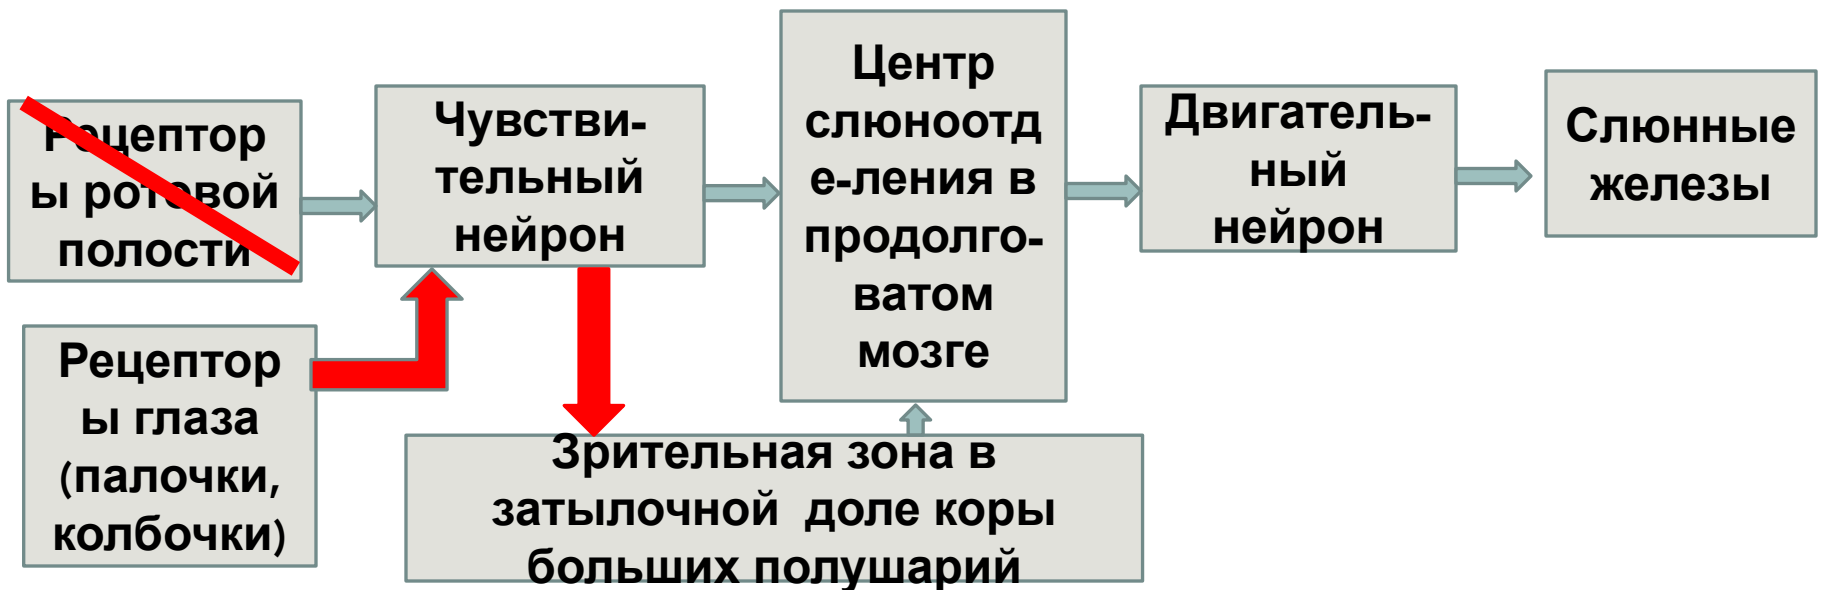 Рецептор
ы ротовой
полости
Чувстви-
тельный
нейрон
Центр
слюноотд
е-ления в
продолго-
ватом
мозге
Двигатель-
ный
нейрон
Слюнные
железы
Рецептор
ы глаза
(палочки,
колбочки)
Зрительная зона в
затылочной доле коры
больших полушарий